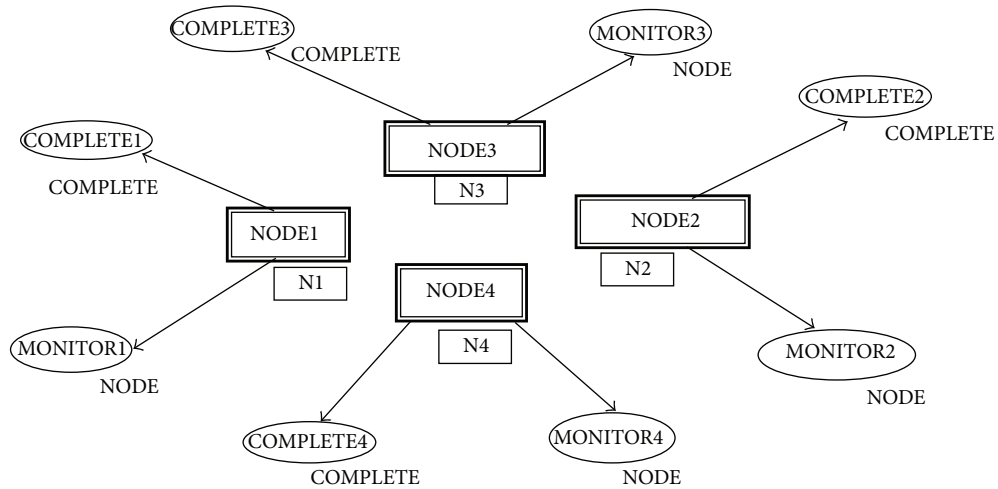 COMPLETE3
COMPLETE
MONITOR3
NODE
COMPLETE2
COMPLETE
COMPLETE1
COMPLETE
NODE3
N3
NODE1
N1
NODE2
N2
NODE4
N4
MONITOR1
NODE
MONITOR2
NODE
COMPLETE4
COMPLETE
MONITOR4
NODE